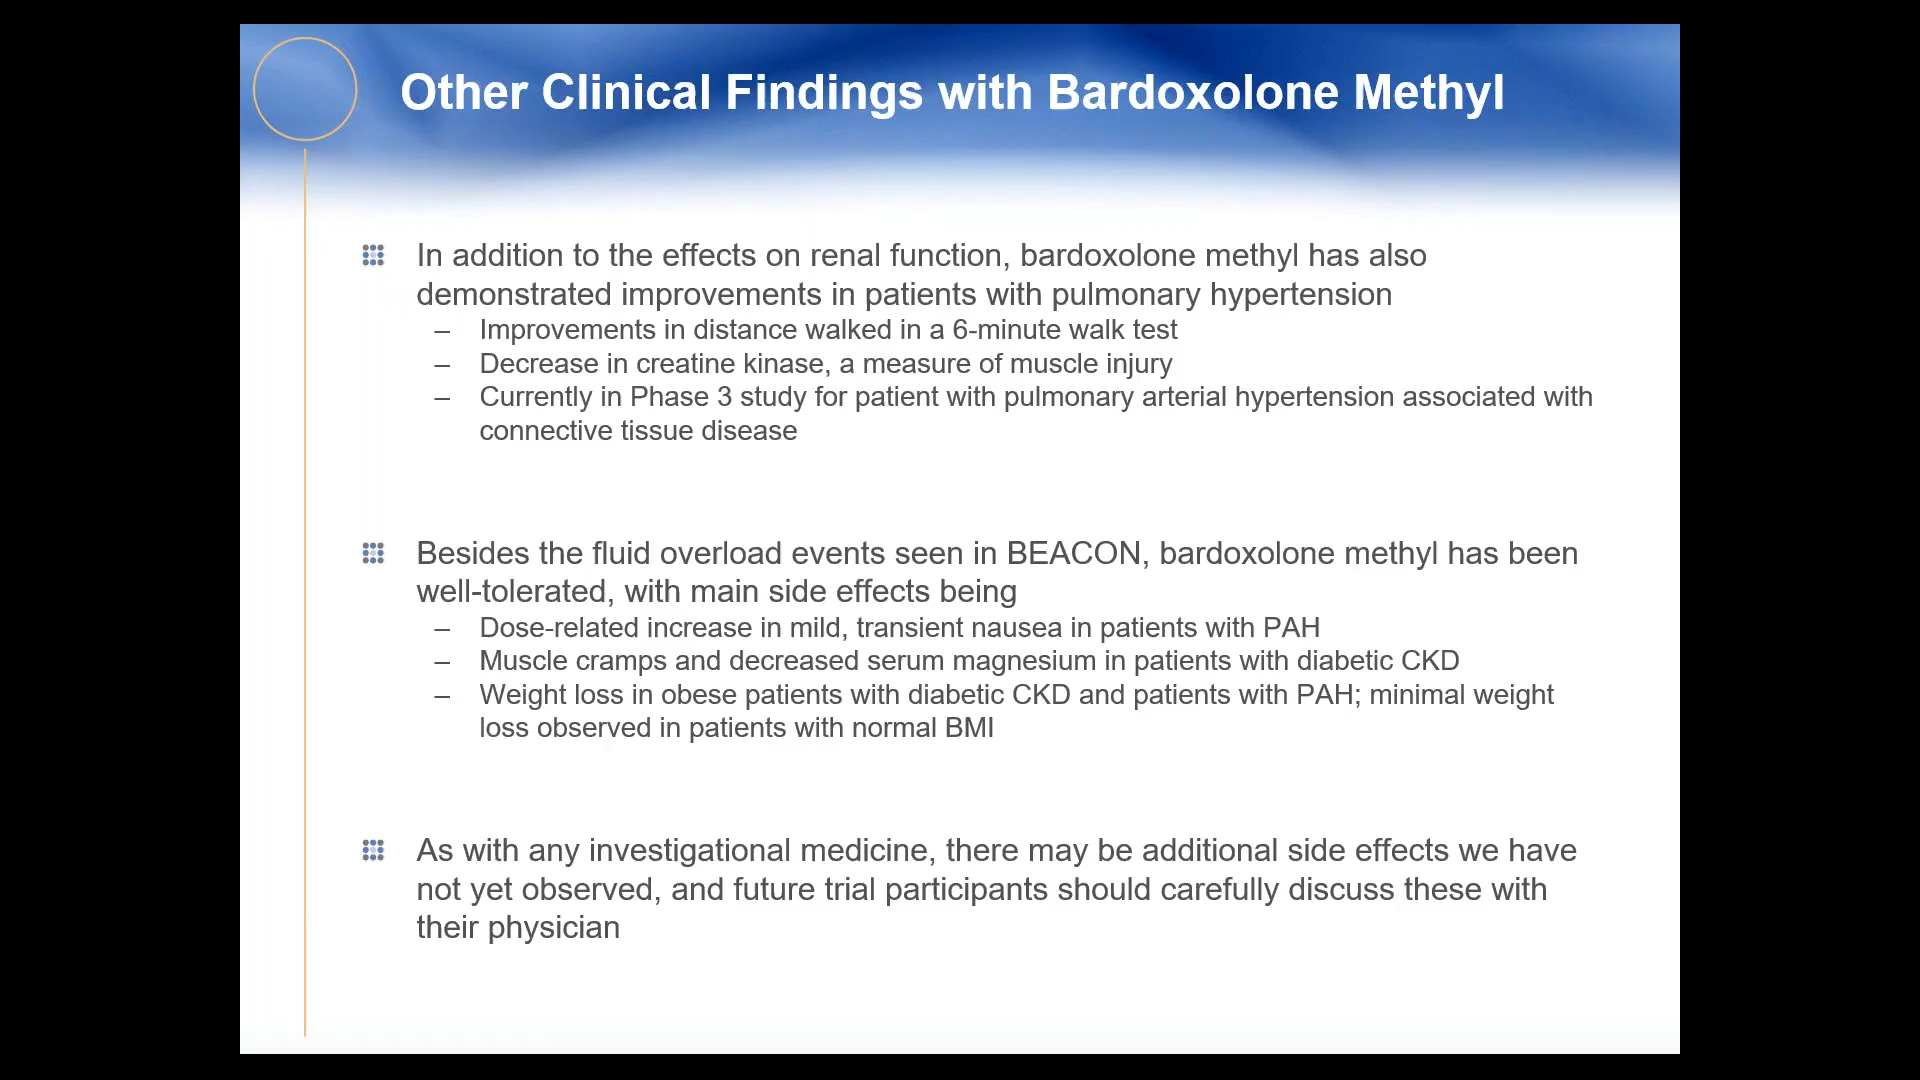 Other Clinical Findings with Bardoxolone Methyl
In addition to the effects on renal function, bardoxolone methyl has also
demonstrated improvements in patients with pulmonary hypertension
– Improvements in distance walked in a 6-minute walk test
– Decrease in creatine kinase, a measure of muscle injury
– Currently in Phase 3 study for patient with pulmonary arterial hypertension associated with
connective tissue disease
Besides the fluid overload events seen in BEACON, bardoxolone methyl has been
well-tolerated, with main side effects being
– Dose-related increase in mild, transient nausea in patients with PAH
– Muscle cramps and decreased serum magnesium in patients with diabetic CKD
– Weight loss in obese patients with diabetic CKD and patients with PAH; minimal weight
loss observed in patients with normal BMI
As with any investigational medicine, there may be additional side effects we have
not yet observed, and future trial participants should carefully discuss these with
their physician